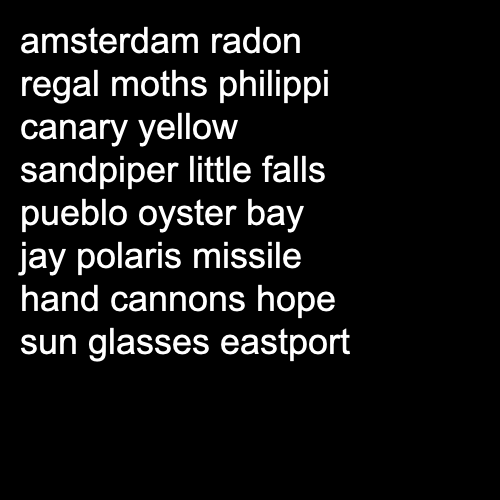 amsterdam radon
regal moths philippi
canary yellow
sandpiper little falls
pueblo oyster bay
jay polaris missile
hand cannons hope
sun glasses eastport